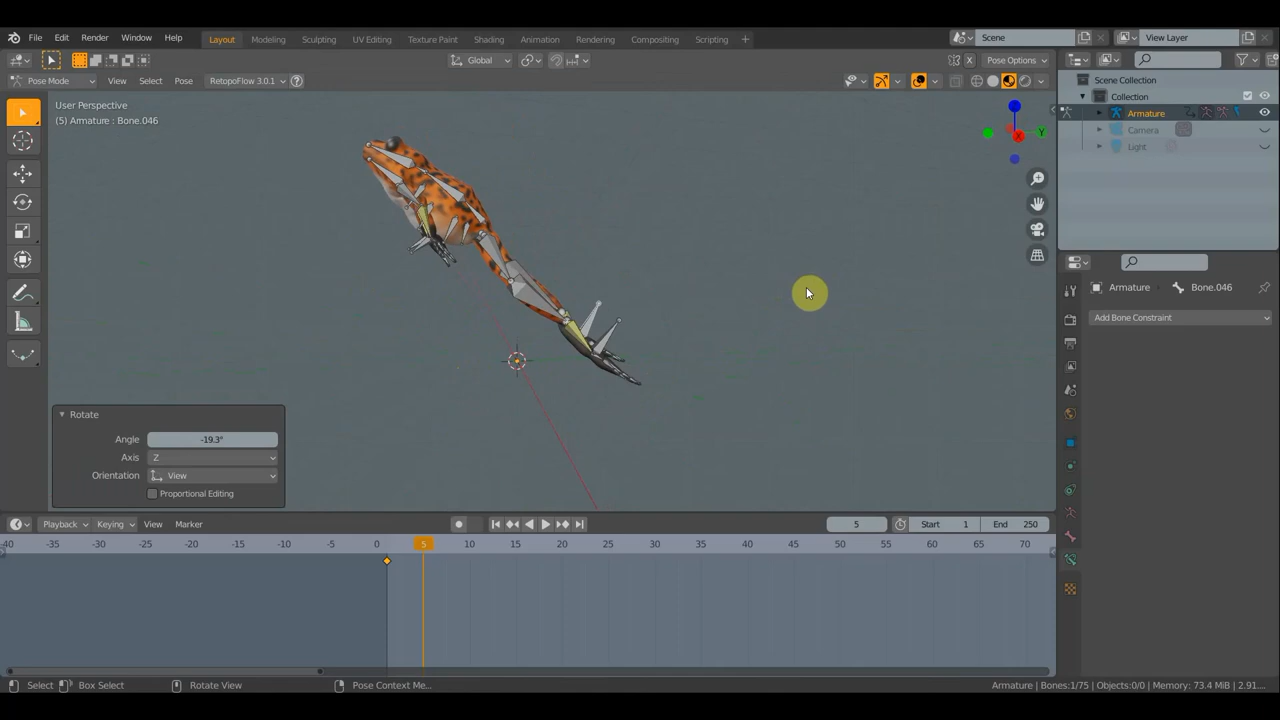 File Edit Render Window Help Layout Modeling Sculpting UV Editing Texture Paint Shading Animation Rendering Compositing Scripting + Scene View Layer
Global Pose Options
Pose Mode View Select Pose RetopoFlow 3.0.1
Scene Collection
Collection
Armature
Camera
Light
User Perspective
(5) Armature : Bone.046
X
Y
Armature Bone.046
Add Bone Constraint
Rotate
Angle -19.3°
Axis Z
Orientation View
Proportional Editing
Playback Keying View Marker 5 Start 1 End 250
-40 -35 -30 -25 -20 -15 -10 -5 0 5 10 15 20 25 30 35 40 45 50 55 60 65 70
Select Box Select Rotate View Pose Context Me... Armature | Bones:1/75 | Objects:0/0 | Memory: 73.4 MiB | 2.91...